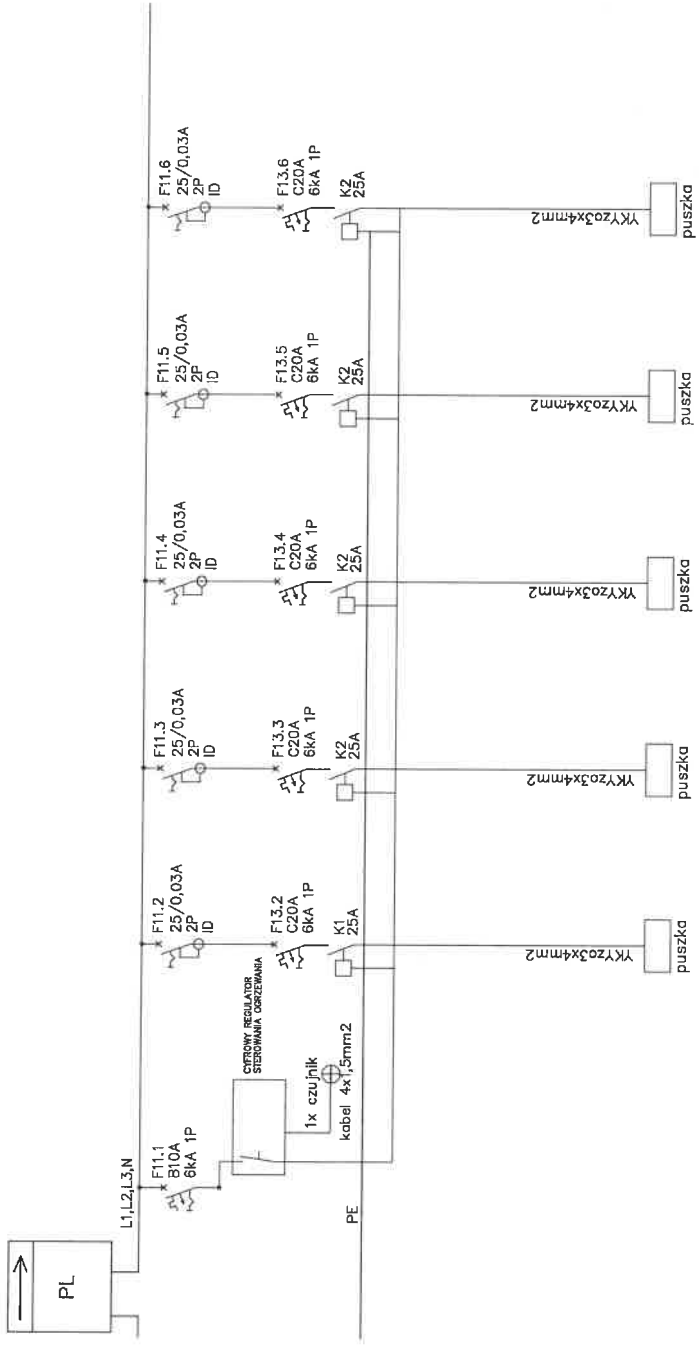 PL
L1,L2,L3,N
F11.1
B10A
6kA 1P
CYFROWY REGULATOR
STEROWANIA OGRZEWANIA
1x czujnik
kabel 4x1,5mm2
PE
F11.2
25/0,03A
2P
ID
F13.2
C20A
6kA 1P
K1
25A
YKYżo3x4mm2
puszka
F11.3
25/0,03A
2P
ID
F13.3
C20A
6kA 1P
K2
25A
YKYżo3x4mm2
puszka
F11.4
25/0,03A
2P
ID
F13.4
C20A
6kA 1P
K2
25A
YKYżo3x4mm2
puszka
F11.5
25/0,03A
2P
ID
F13.5
C20A
6kA 1P
K2
25A
YKYżo3x4mm2
puszka
F11.6
25/0,03A
2P
ID
F13.6
C20A
6kA 1P
K2
25A
YKYżo3x4mm2
puszka